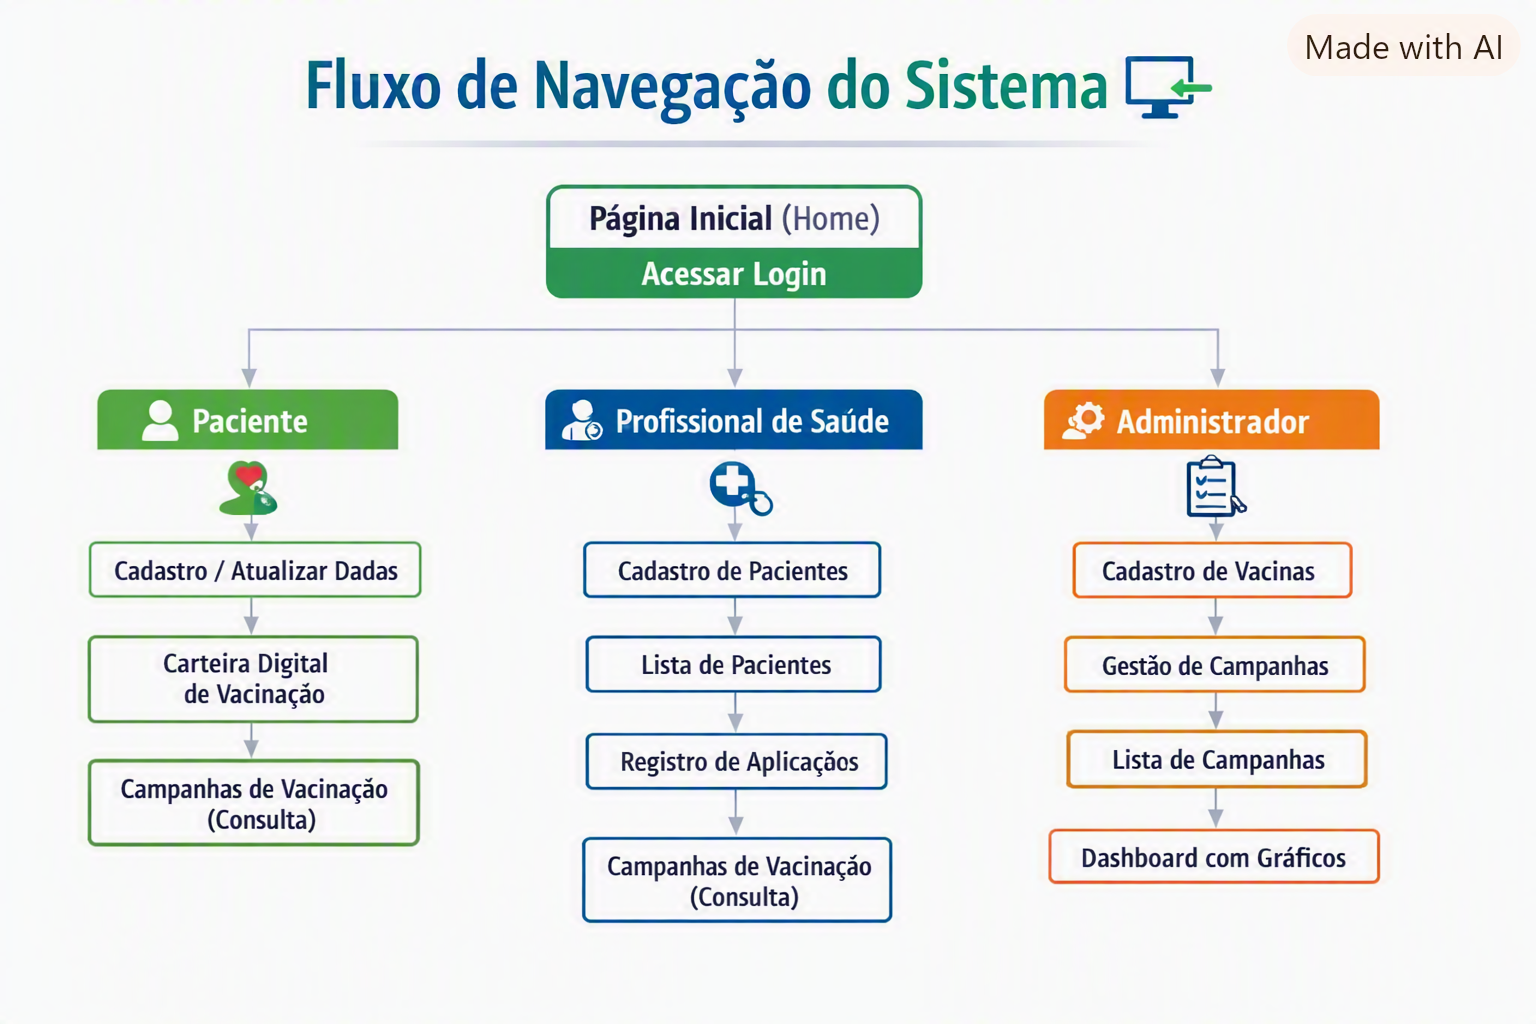 Made with AI
Fluxo de Navegação do Sistema
Página Inicial (Home)
Acessar Login
Paciente
Profissional de Saúde
Administrador
Cadastro / Atualizar Dadas
Carteira Digital
de Vacinação
Campanhas de Vacinação
(Consulta)
Cadastro de Pacientes
Lista de Pacientes
Registro de Aplicaçãos
Campanhas de Vacinação
(Consulta)
Cadastro de Vacinas
Gestão de Campanhas
Lista de Campanhas
Dashboard com Gráficos